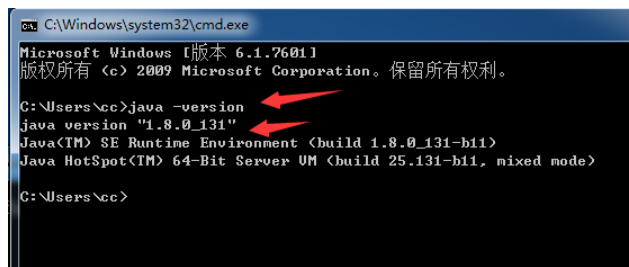 C:\Windows\system32\cmd.exe
Microsoft Windows [版本 6.1.7601]
版权所有 (c) 2009 Microsoft Corporation。保留所有权利。
C:\Users\cc>java -version
java version "1.8.0_131"
Java(TM) SE Runtime Environment (build 1.8.0_131-b11)
Java HotSpot(TM) 64-Bit Server VM (build 25.131-b11, mixed mode)
C:\Users\cc>